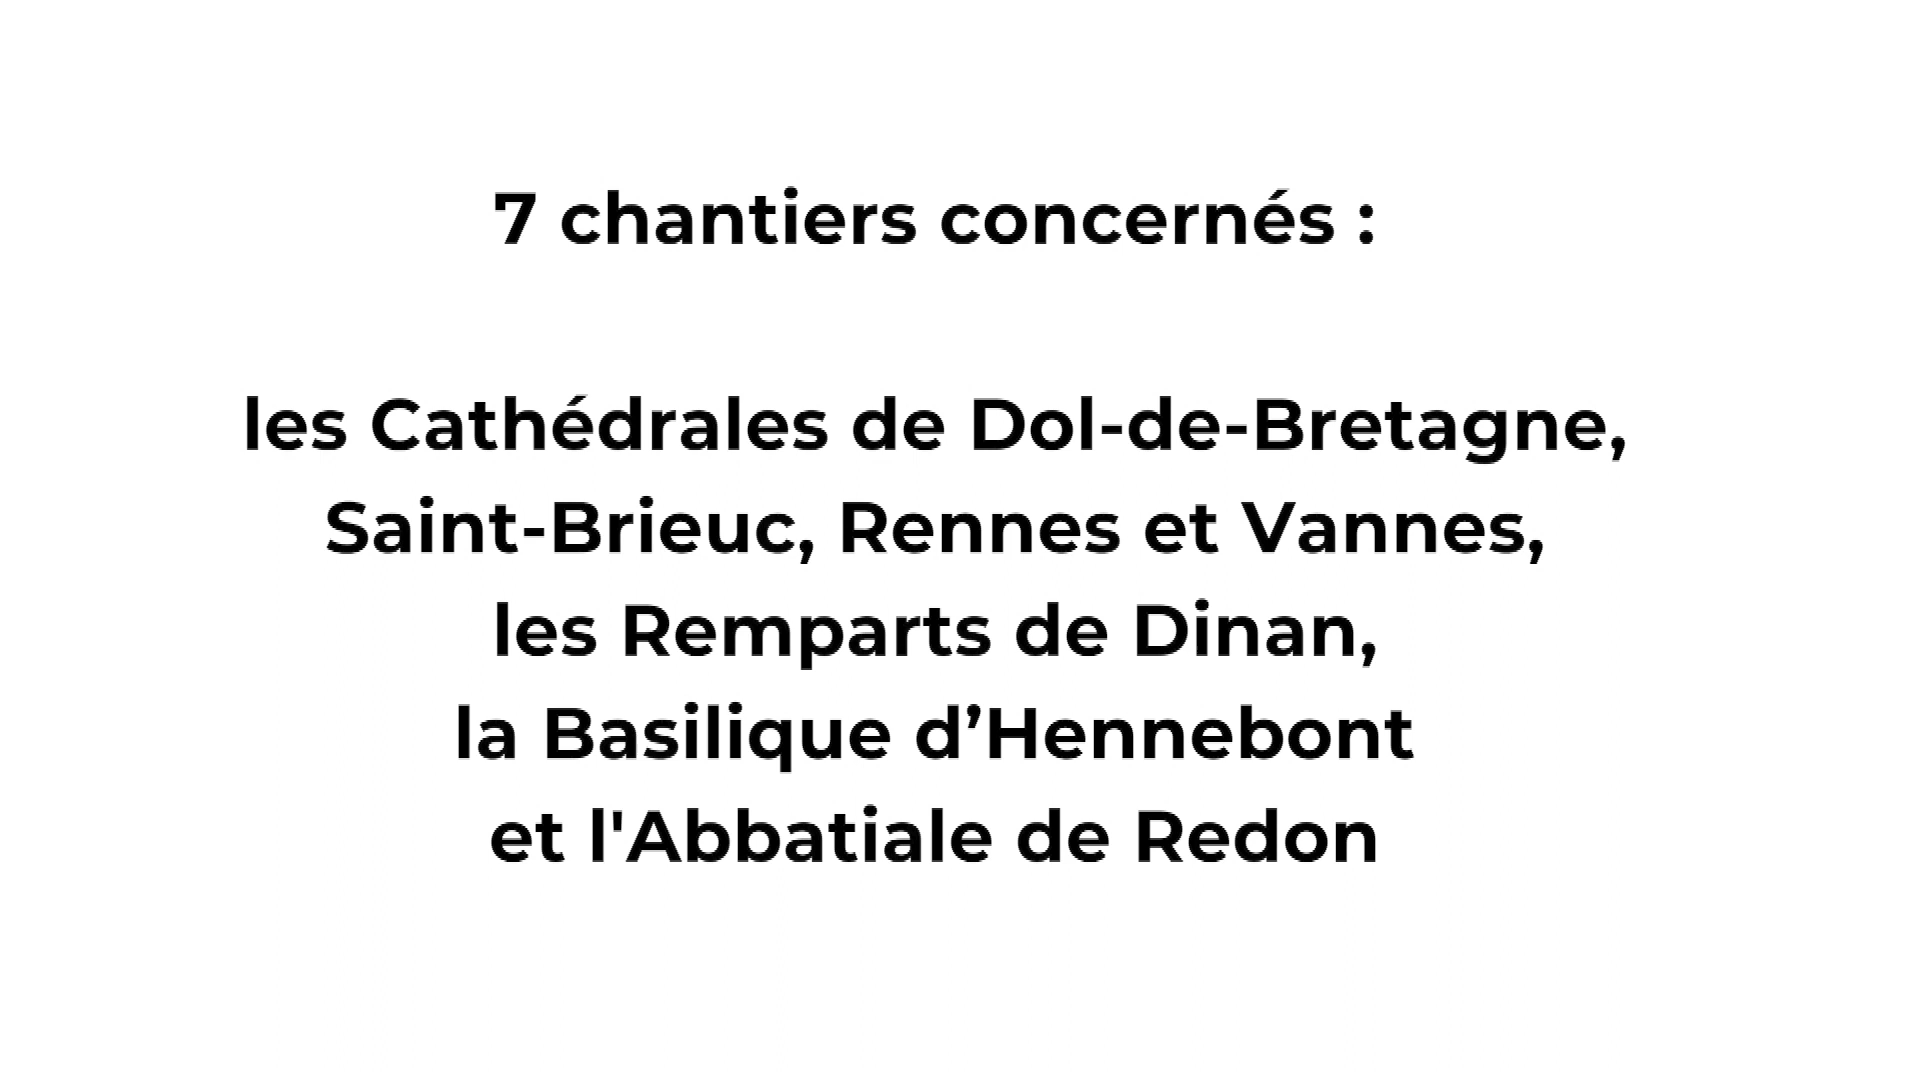 7 chantiers concernés :
les Cathédrales de Dol-de-Bretagne,
Saint-Brieuc, Rennes et Vannes,
les Remparts de Dinan,
la Basilique d’Hennebont
et l'Abbatiale de Redon